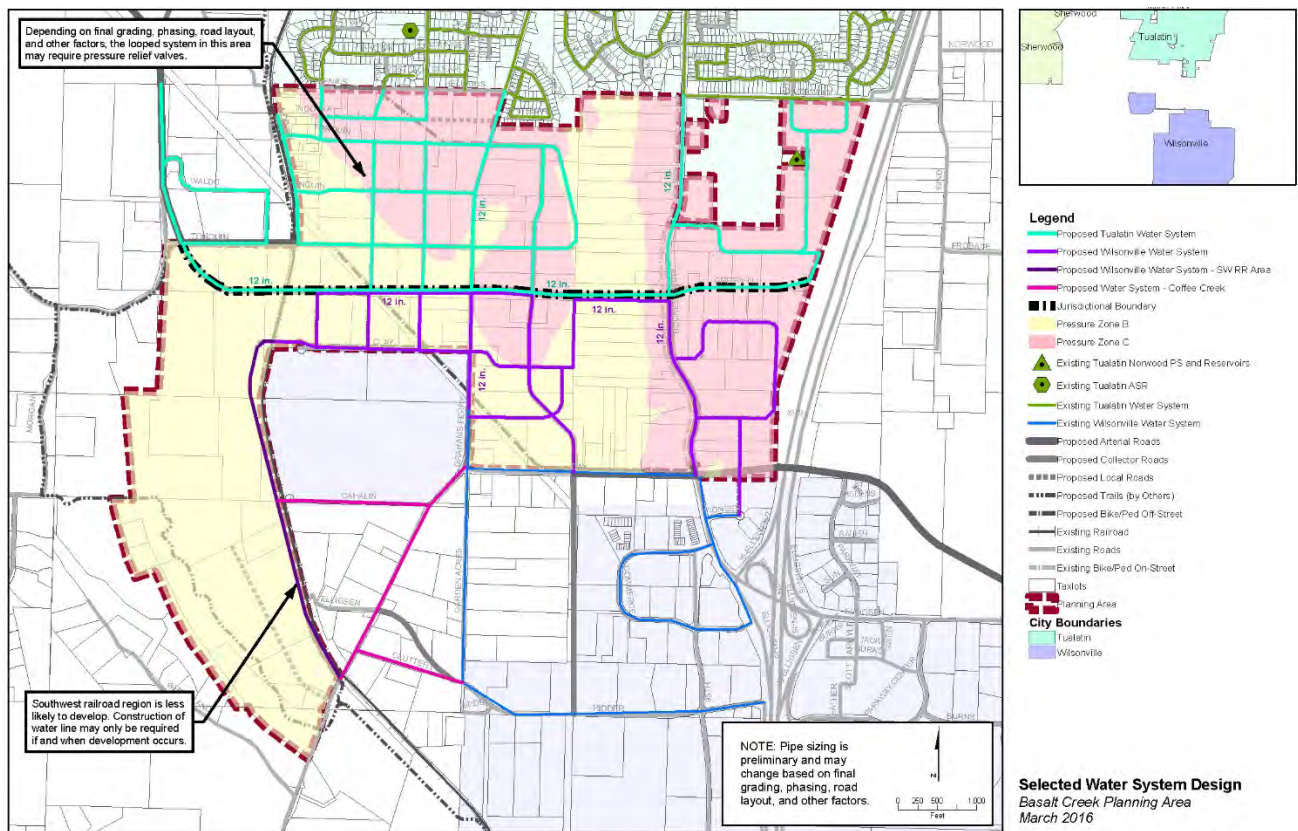 Depending on final grading, phasing, road layout,
and other factors, the looped system in this area
may require pressure relief valves.
WALDO
TONQUIN
12 in.
12 in.
12 in.
12 in.
12 in.
12 in.
12 in.
12 in.
12 in.
GRAHAMS FERRY
MORGAN
CAHALIN
GARDEN ACRES
CLUTTER
RIDDER
Southwest railroad region is less
likely to develop. Construction of
water line may only be required
if and when development occurs.
NOTE: Pipe sizing is
preliminary and may
change based on final
grading, phasing, road
layout, and other factors.
N
0 500 1,000
Feet
NORWOOD
FROBASE
BURNS
Sherwood
Sherwood
Tualatin
Wilsonville
Legend
Proposed Tualatin Water System
Proposed Wilsonville Water System
Proposed Wilsonville Water System - SW RR Area
Proposed Water System - Coffee Creek
Jurisdictional Boundary
Pressure Zone B
Pressure Zone C
Existing Tualatin Norwood PS and Reservoirs
Existing Tualatin ASR
Existing Tualatin Water System
Existing Wilsonville Water System
Proposed Arterial Roads
Proposed Collector Roads
Proposed Local Roads
Proposed Trails (by Others)
Proposed Bike/Ped Off-Street
Existing Railroad
Existing Roads
Existing Bike/Ped On-Street
Taxlots
Planning Area
City Boundaries
Tualatin
Wilsonville
Selected Water System Design
Basalt Creek Planning Area
March 2016